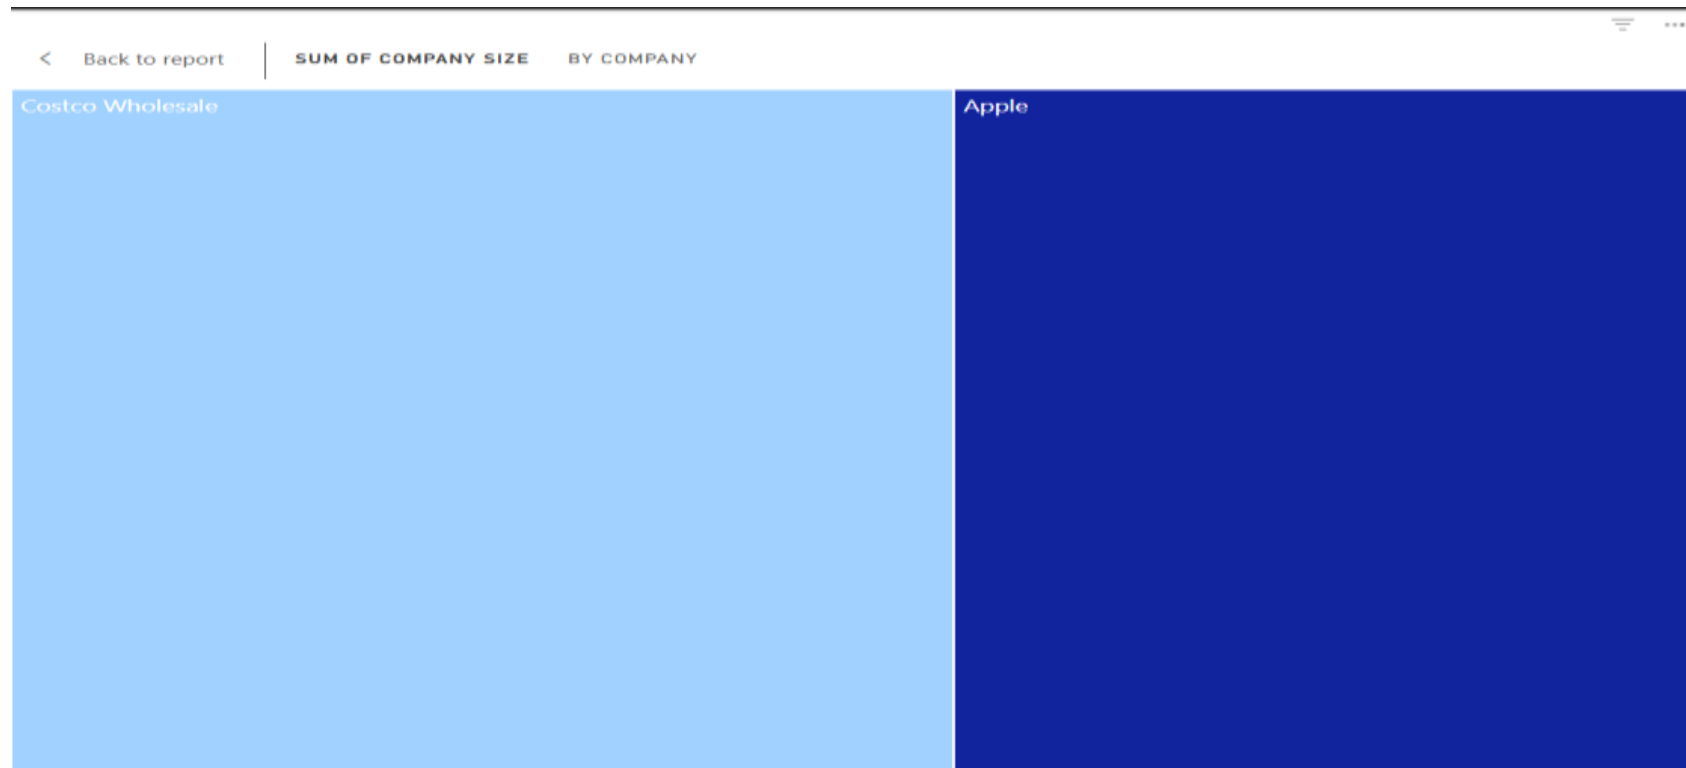 < Back to report SUM OF COMPANY SIZE BY COMPANY
Costco Wholesale
Apple